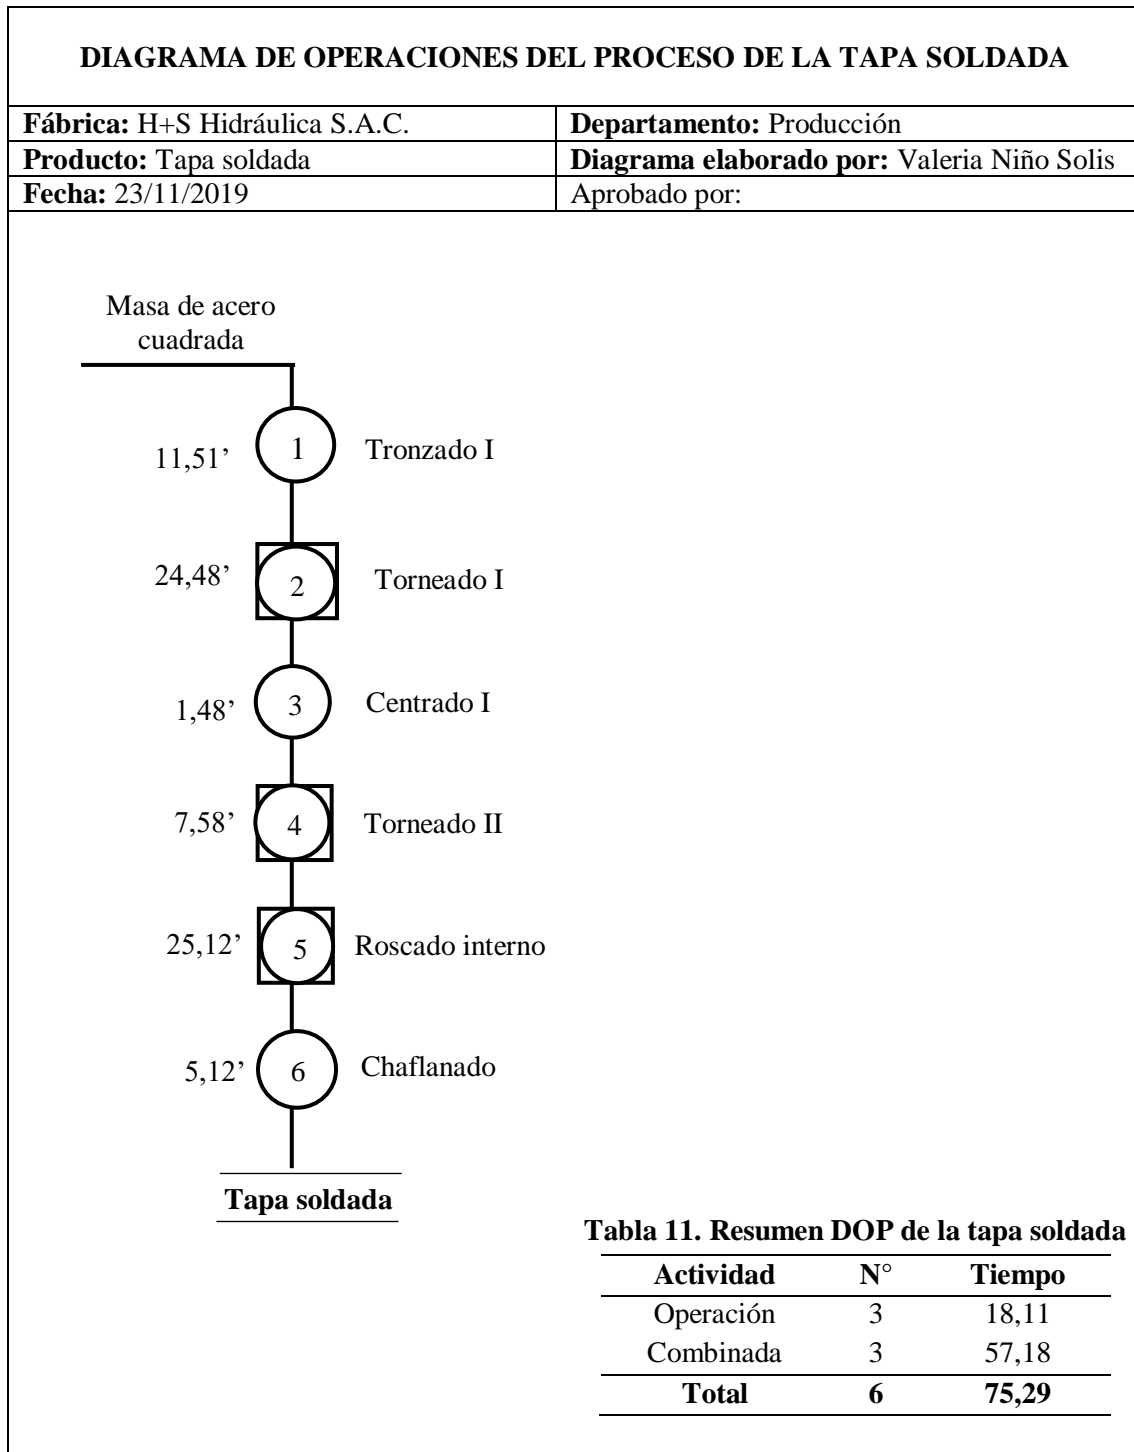 DIAGRAMA DE OPERACIONES DEL PROCESO DE LA TAPA SOLDADA
Fábrica: H+S Hidráulica S.A.C. Departamento: Producción
Producto: Tapa soldada Diagrama elaborado por: Valeria Niño Solis
Fecha: 23/11/2019 Aprobado por:
Masa de acero
cuadrada
11,51’ 1 Tronzado I
24,48’ 2 Torneado I
1,48’ 3 Centrado I
7,58’ 4 Torneado II
25,12’ 5 Roscado interno
5,12’ 6 Chaflanado
Tapa soldada
Tabla 11. Resumen DOP de la tapa soldada
Actividad N° Tiempo
Operación 3 18,11
Combinada 3 57,18
Total 6 75,29